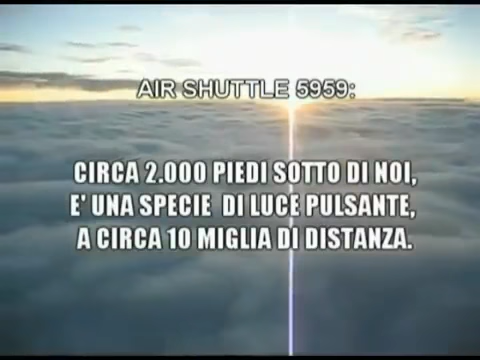 AIR SHUTTLE 5959:
CIRCA 2.000 PIEDI SOTTO DI NOI,
E' UNA SPECIE DI LUCE PULSANTE,
A CIRCA 10 MIGLIA DI DISTANZA.